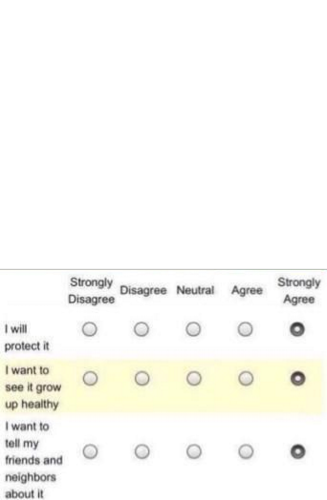 Strongly Disagree Disagree Neutral Agree Strongly Agree
I will
protect it
I want to
see it grow
up healthy
I want to
tell my
friends and
neighbors
about it